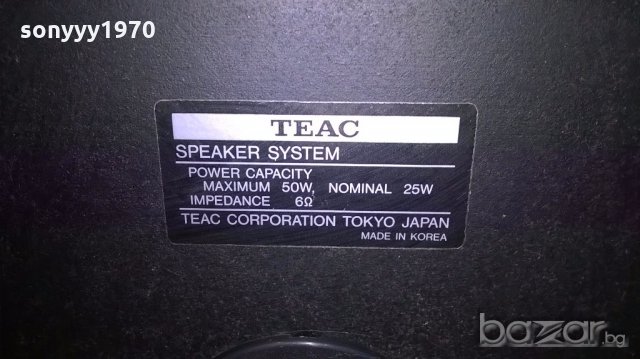 sonyyy1970
TEAC
SPEAKER SYSTEM
POWER CAPACITY
MAXIMUM 50W, NOMINAL 25W
IMPEDANCE 6Ω
TEAC CORPORATION TOKYO JAPAN
MADE IN KOREA
bazar.bg